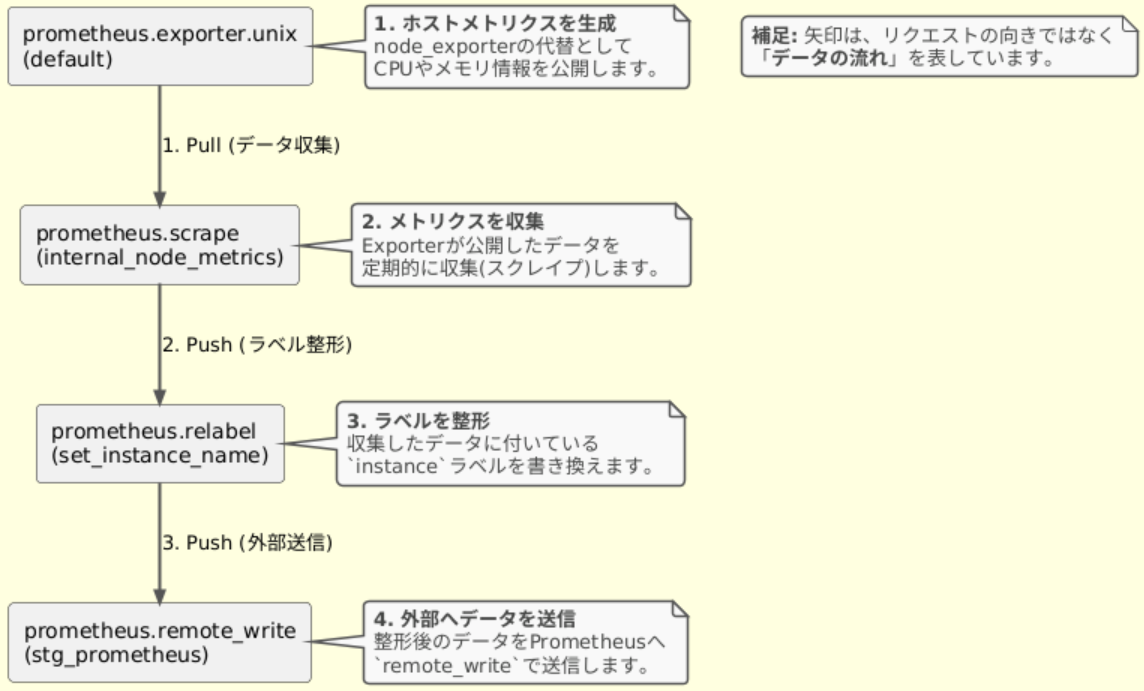 prometheus.exporter.unix
(default)
1. ホストメトリクスを生成
node_exporterの代替として
CPUやメモリ情報を公開します。
補足: 矢印は、リクエストの向きではなく
「データの流れ」を表しています。
1. Pull (データ収集)
prometheus.scrape
(internal_node_metrics)
2. メトリクスを収集
Exporterが公開したデータを
定期的に収集(スクレイプ)します。
2. Push (ラベル整形)
prometheus.relabel
(set_instance_name)
3. ラベルを整形
収集したデータに付いている
`instance`ラベルを書き換えます。
3. Push (外部送信)
prometheus.remote_write
(stg_prometheus)
4. 外部へデータを送信
整形後のデータをPrometheusへ
`remote_write`で送信します。